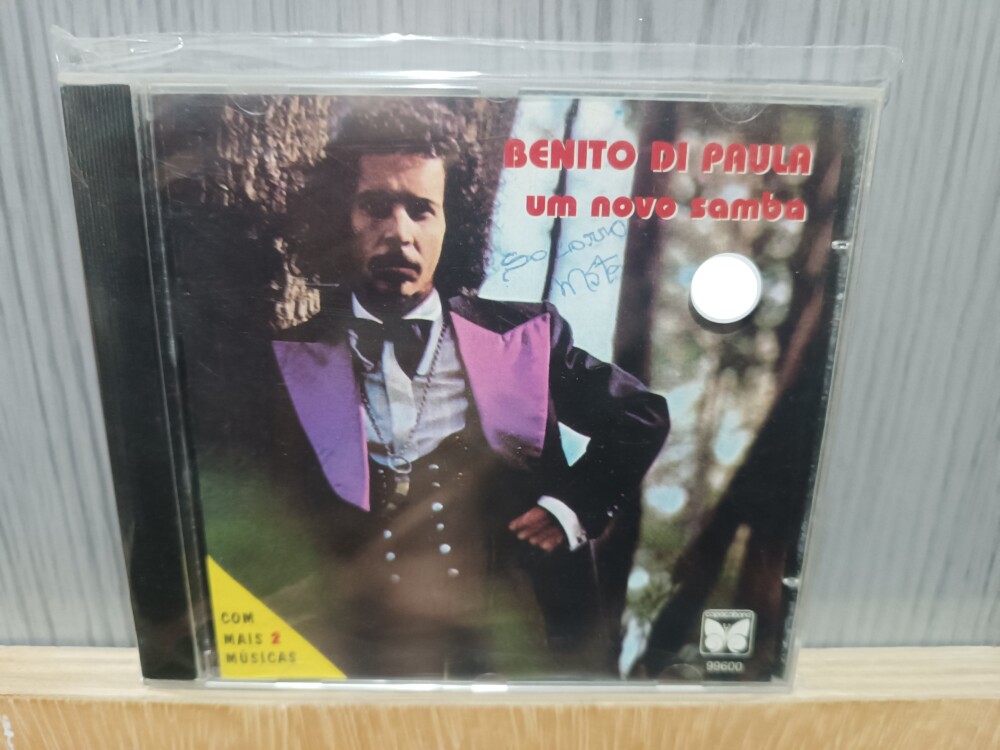 BENITO DI PAULA
um novo samba
COM
MAIS 2
MÚSICAS
99600